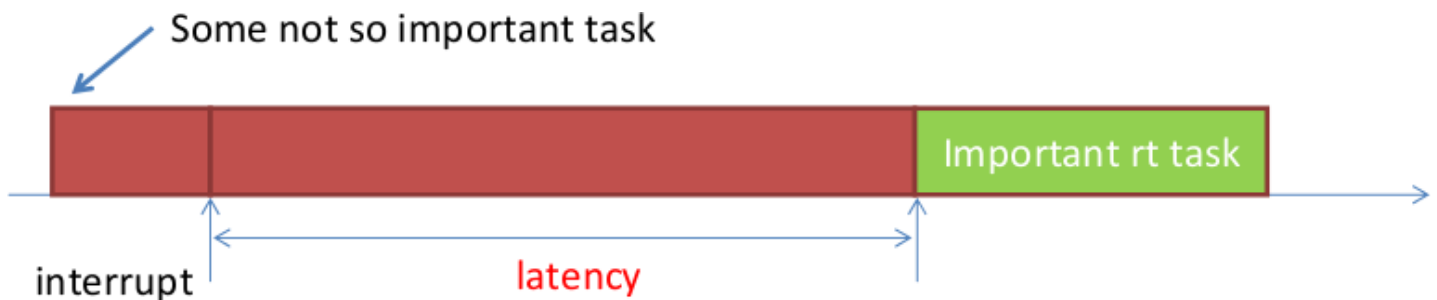 Some not so important task
Important rt task
interrupt
latency